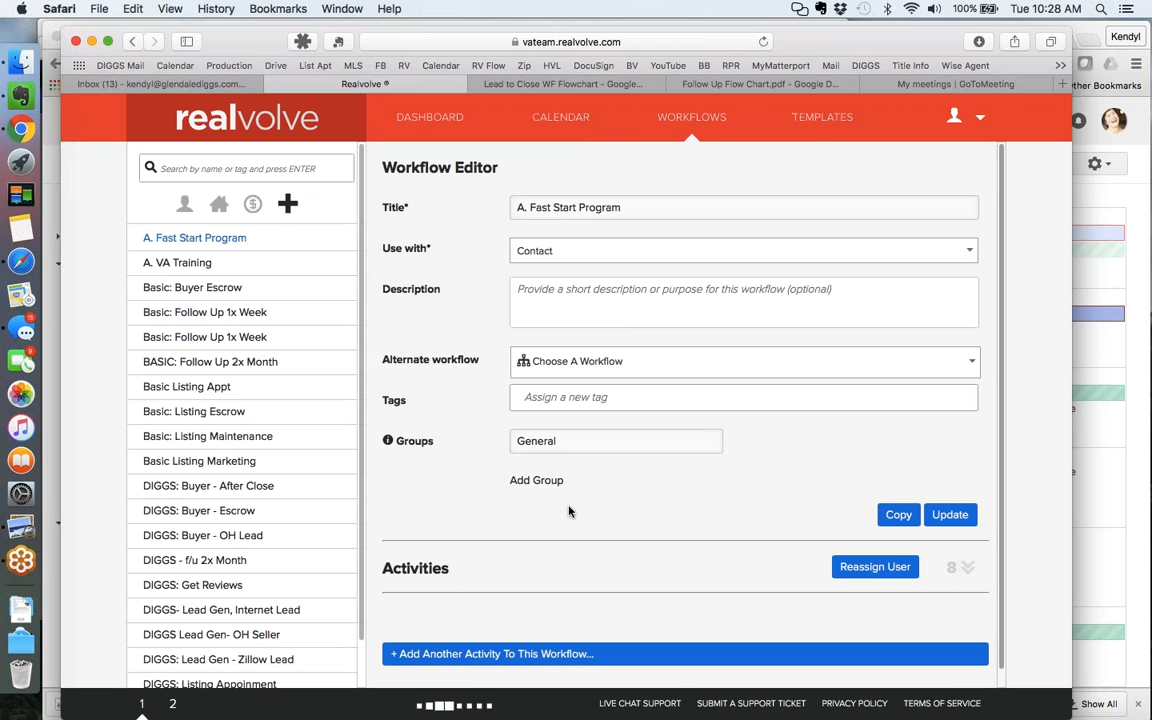 Safari File Edit View History Bookmarks Window Help 100% Tue 10:28 AM
vateam.realvolve.com
Kendyl
DIGGS Mail Calendar Production Drive List Apt MLS FB RV Calendar RV Flow Zip HVL DocuSign BV YouTube BB RPR MyMatterport Mail DIGGS Title Info Wise Agent >>
Inbox (13) - kendyl@glendalediggs.com... Realvolve ® Lead to Close WF Flowchart - Google... Follow Up Flow Chart.pdf - Google D... My meetings | GoToMeeting +
ther Bookmarks
realvolve DASHBOARD CALENDAR WORKFLOWS TEMPLATES
Search by name or tag and press ENTER
A. Fast Start Program
A. VA Training
Basic: Buyer Escrow
Basic: Follow Up 1x Week
Basic: Follow Up 1x Week
BASIC: Follow Up 2x Month
Basic Listing Appt
Basic: Listing Escrow
Basic: Listing Maintenance
Basic Listing Marketing
DIGGS: Buyer - After Close
DIGGS: Buyer - Escrow
DIGGS: Buyer - OH Lead
DIGGS - f/u 2x Month
DIGGS: Get Reviews
DIGGS- Lead Gen, Internet Lead
DIGGS Lead Gen- OH Seller
DIGGS: Lead Gen - Zillow Lead
DIGGS: Listing Appoinment
1 2
Workflow Editor
Title* A. Fast Start Program
Use with* Contact
Description Provide a short description or purpose for this workflow (optional)
Alternate workflow Choose A Workflow
Tags Assign a new tag
Groups General
Add Group
Copy Update
Activities Reassign User 8
+ Add Another Activity To This Workflow...
LIVE CHAT SUPPORT SUBMIT A SUPPORT TICKET PRIVACY POLICY TERMS OF SERVICE
Show All